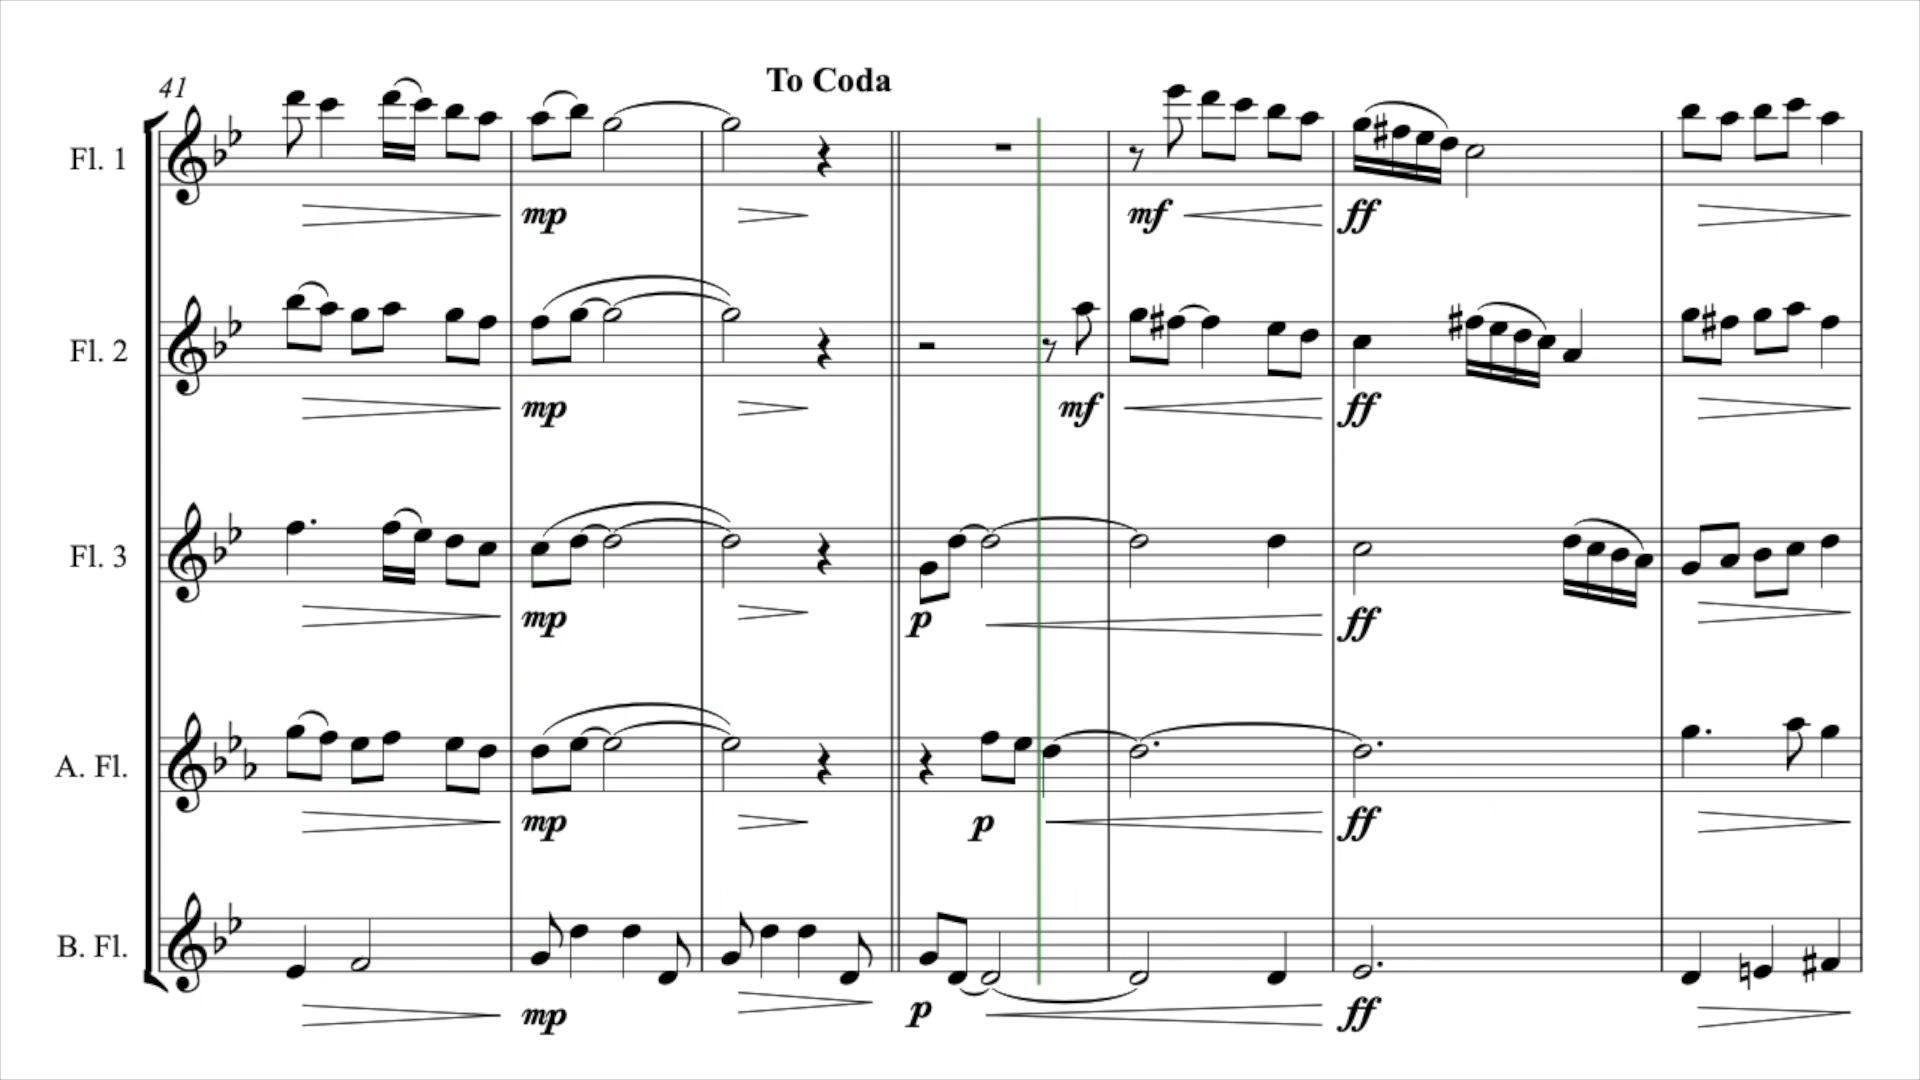 To Coda
41
Fl. 1
mp
mf
ff
Fl. 2
mp
mf
ff
Fl. 3
mp
p
ff
A. Fl.
mp
p
ff
B. Fl.
mp
p
ff